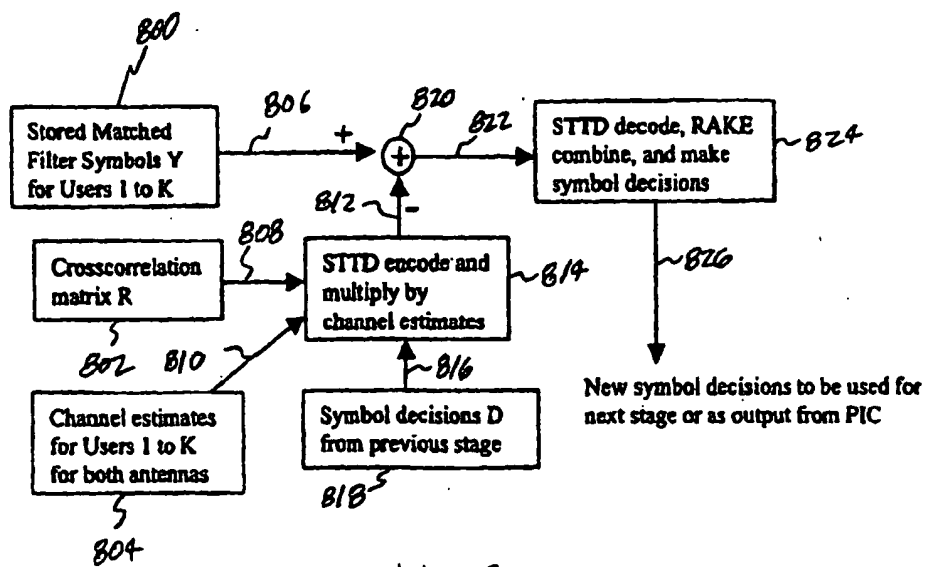 800
Stored Matched
Filter Symbols Y
for Users 1 to K
806
+
820
+
822
STTD decode, RAKE
combine, and make
symbol decisions
824
812
-
Crosscorrelation
matrix R
808
802
810
STTD encode and
multiply by
channel estimates
814
826
816
Channel estimates
for Users 1 to K
for both antennas
804
Symbol decisions D
from previous stage
818
New symbol decisions to be used for
next stage or as output from PIC